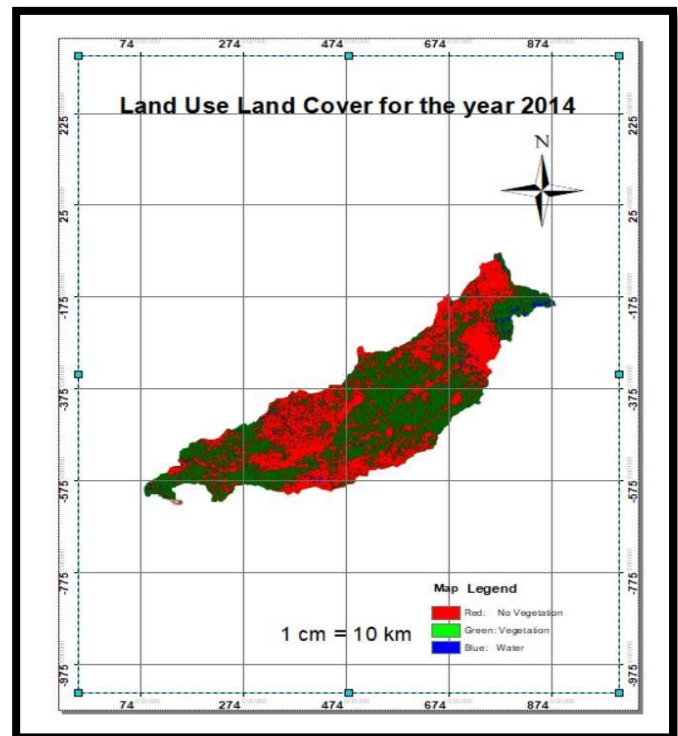 74 274 474 674 874
Land Use Land Cover for the year 2014
N
225 225
25 25
-175 -175
-375 -375
-575 -575
-775 -775
-975 -975
Map Legend
Red: No Vegetation
1 cm = 10 km
Green: Vegetation
Blue: Water
74 274 474 674 874